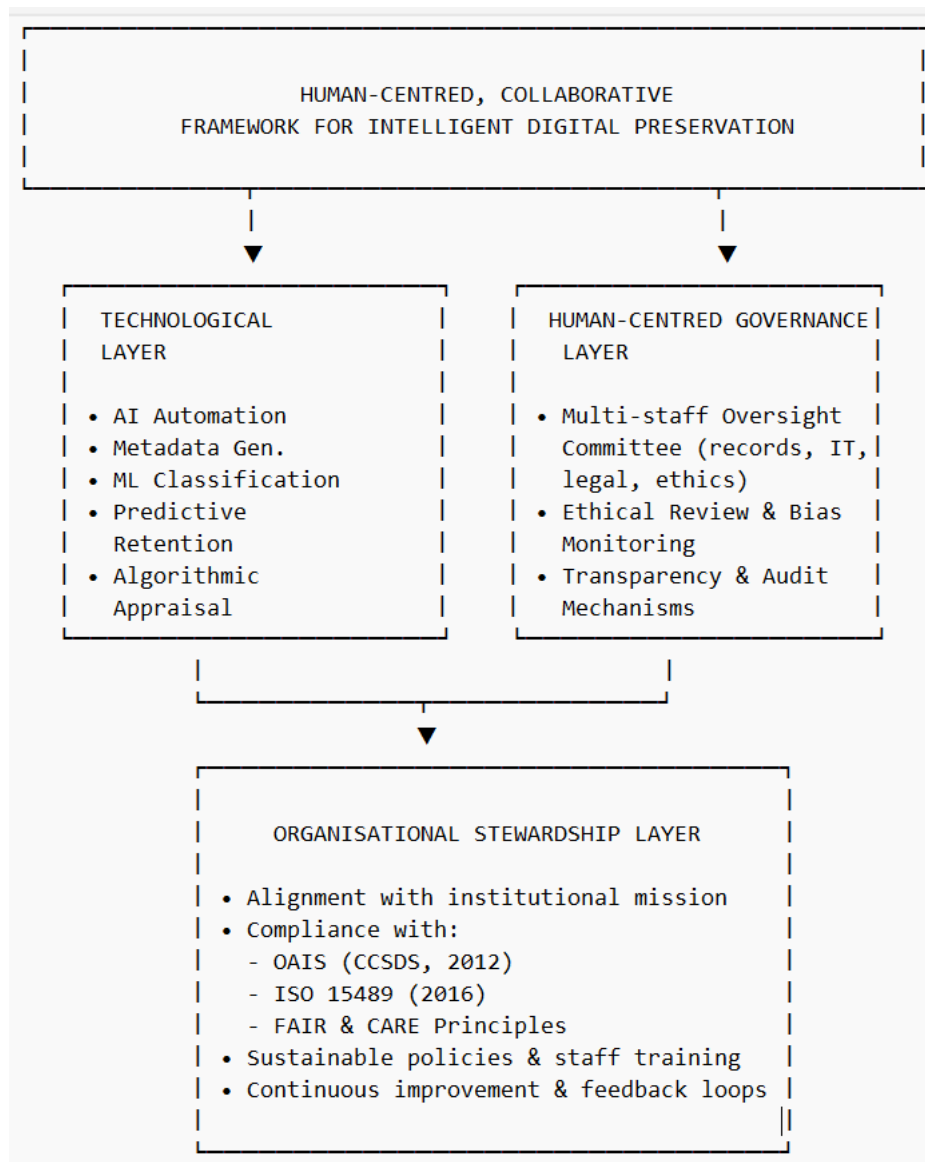 HUMAN-CENTRED, COLLABORATIVE
FRAMEWORK FOR INTELLIGENT DIGITAL PRESERVATION
TECHNOLOGICAL
LAYER
• AI Automation
• Metadata Gen.
• ML Classification
• Predictive
Retention
• Algorithmic
Appraisal
HUMAN-CENTRED GOVERNANCE
LAYER
• Multi-staff Oversight
Committee (records, IT,
legal, ethics)
• Ethical Review & Bias
Monitoring
• Transparency & Audit
Mechanisms
ORGANISATIONAL STEWARDSHIP LAYER
• Alignment with institutional mission
• Compliance with:
- OAIS (CCSDS, 2012)
- ISO 15489 (2016)
- FAIR & CARE Principles
• Sustainable policies & staff training
• Continuous improvement & feedback loops